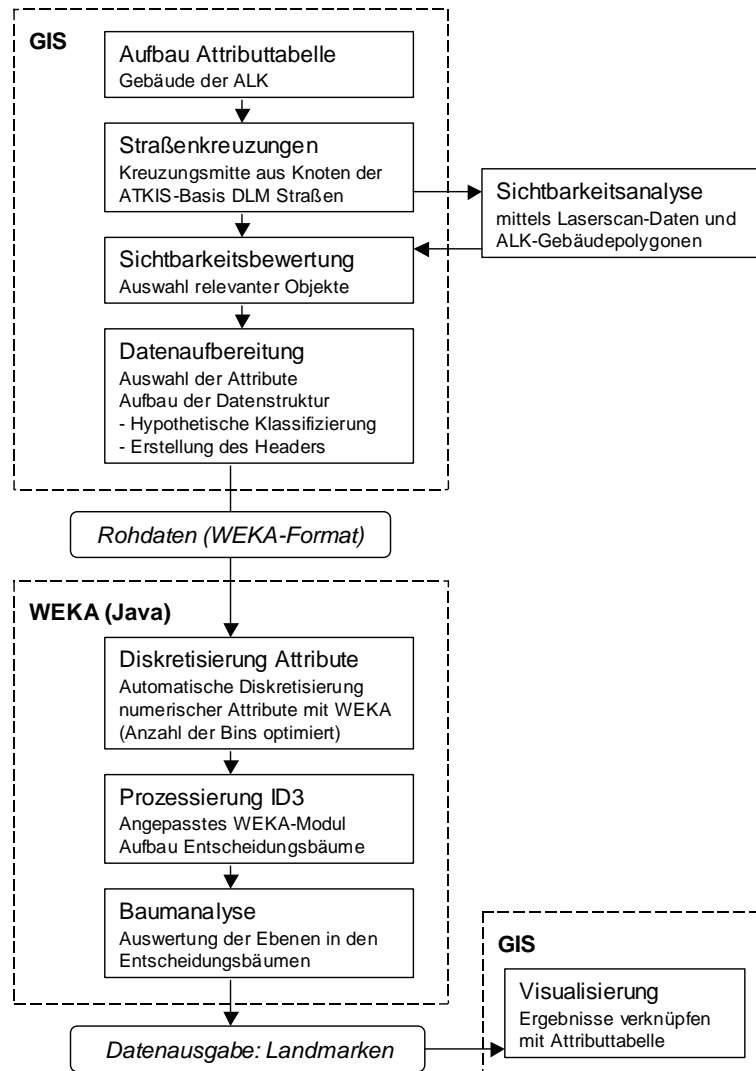 GIS
Aufbau Attributtabelle
Gebäude der ALK
Straßenkreuzungen
Kreuzungsmitte aus Knoten der
ATKIS-Basis DLM Straßen
Sichtbarkeitsanalyse
mittels Laserscan-Daten und
ALK-Gebäudepolygonen
Sichtbarkeitsbewertung
Auswahl relevanter Objekte
Datenaufbereitung
Auswahl der Attribute
Aufbau der Datenstruktur
- Hypothetische Klassifizierung
- Erstellung des Headers
Rohdaten (WEKA-Format)
WEKA (Java)
Diskretisierung Attribute
Automatische Diskretisierung
numerischer Attribute mit WEKA
(Anzahl der Bins optimiert)
Prozessierung ID3
Angepasstes WEKA-Modul
Aufbau Entscheidungsbäume
Baumanalyse
Auswertung der Ebenen in den
Entscheidungsbäumen
Datenausgabe: Landmarken
GIS
Visualisierung
Ergebnisse verknüpfen
mit Attributtabelle